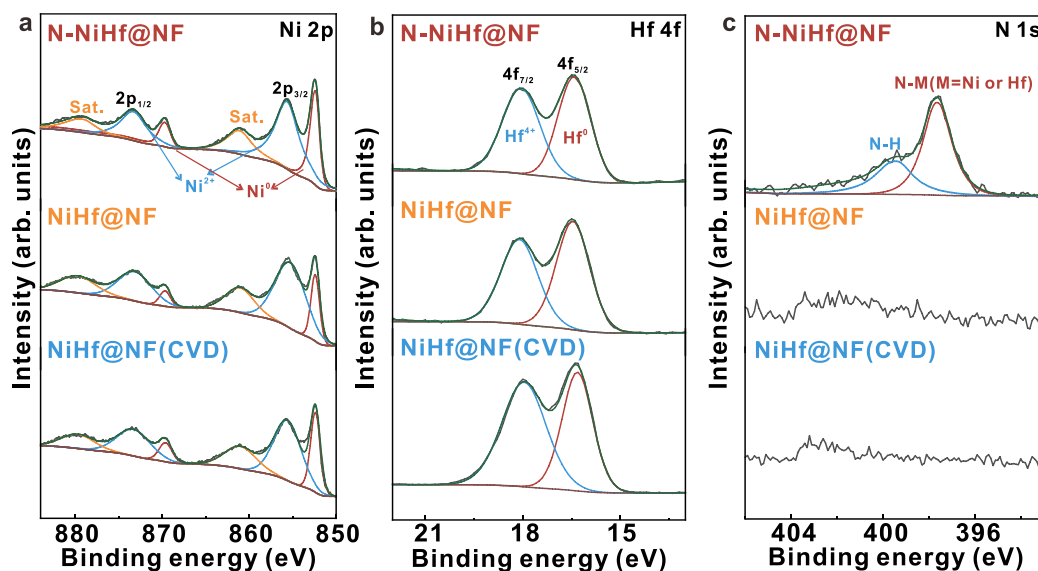 a
N-NiHf@NF
Ni 2p
Sat.
2p1/2
Sat.
2p3/2
Ni2+
Ni0
NiHf@NF
NiHf@NF(CVD)
Intensity (arb. units)
880 870 860 850
Binding energy (eV)
b
N-NiHf@NF
Hf 4f
4f7/2
4f5/2
Hf4+
Hf0
NiHf@NF
NiHf@NF(CVD)
Intensity (arb. units)
21 18 15
Binding energy (eV)
c
N 1s
N-NiHf@NF
N-M(M=Ni or Hf)
N-H
NiHf@NF
NiHf@NF(CVD)
Intensity (arb. units)
404 400 396
Binding energy (eV)